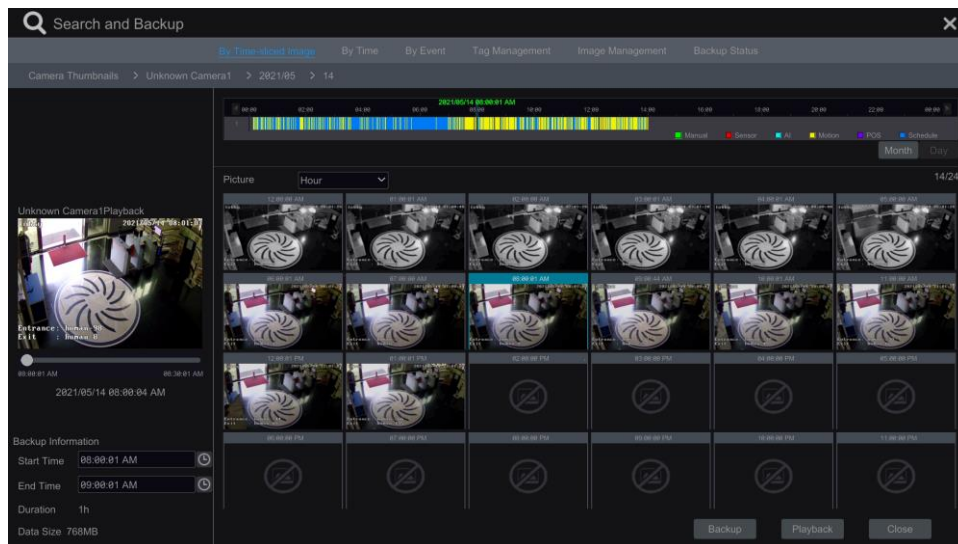 Search and Backup
By Time-sliced Image By Time By Event Tag Management Image Management Backup Status
Camera Thumbnails > Unknown Camera1 > 2021/05 > 14
2021/05/14 08:00:01 AM
00:00 02:00 04:00 06:00 08:00 10:00 12:00 14:00 16:00 18:00 20:00 22:00 00:00
1
Manual Sensor AI Motion POS Schedule
Month Day
Picture Hour 14/24
12:00:00 AM 01:00:01 AM 02:00:00 AM 03:00:01 AM 04:00:01 AM 05:00:00 AM
Unknown Camera1Playback
06:00:01 AM 07:00:00 AM 08:00:01 AM 10:00:01 AM 11:00:00 AM
Entrance: human-38
Exit : human-0
08:00:01 AM 08:30:01 AM
2021/05/14 08:00:04 AM
12:00:01 PM 01:00:01 PM 02:00:00 PM 03:00:00 PM 04:00:00 PM 05:00:00 PM
06:00:00 PM 07:00:00 PM 08:00:00 PM 09:00:00 PM 10:00:00 PM 11:00:00 PM
Backup Information
Start Time 08:00:01 AM
End Time 09:00:01 AM
Duration 1h
Data Size 768MB
Backup Playback Close